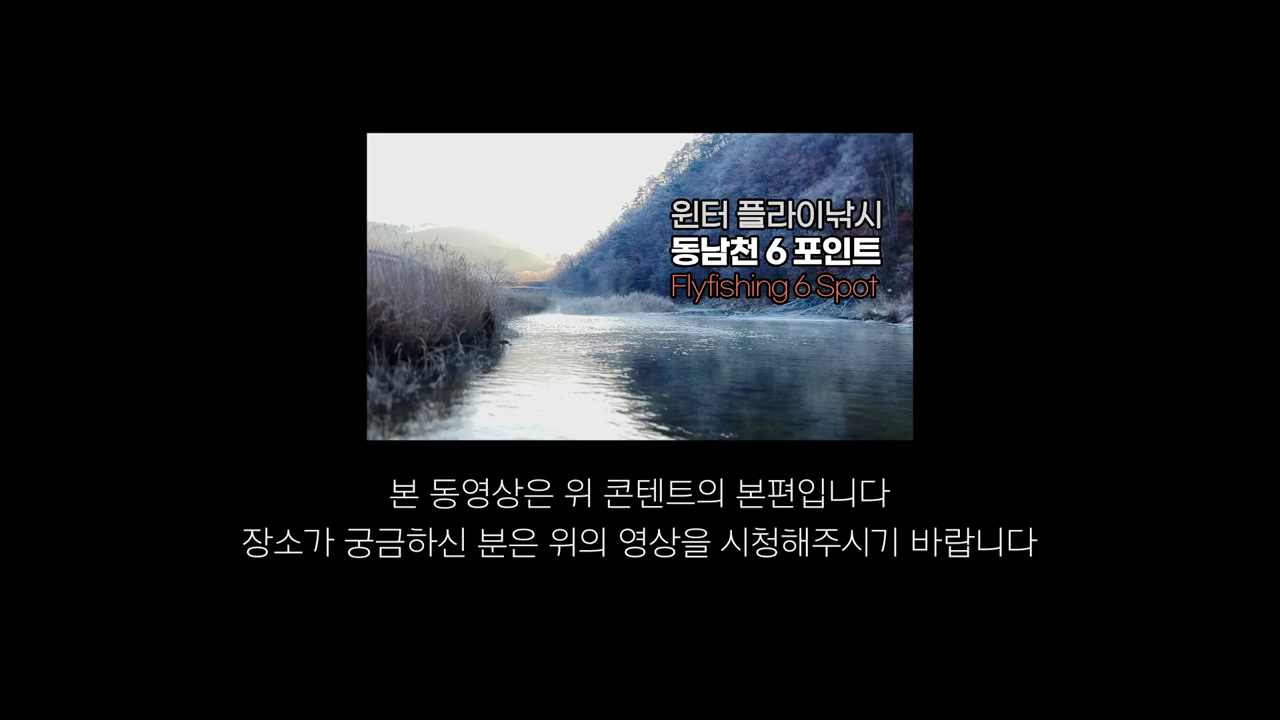 윈터 플라이낚시
동남천 6 포인트
Flyfishing 6 Spot
본 동영상은 위 콘텐트의 본편입니다
장소가 궁금하신 분은 위의 영상을 시청해주시기 바랍니다